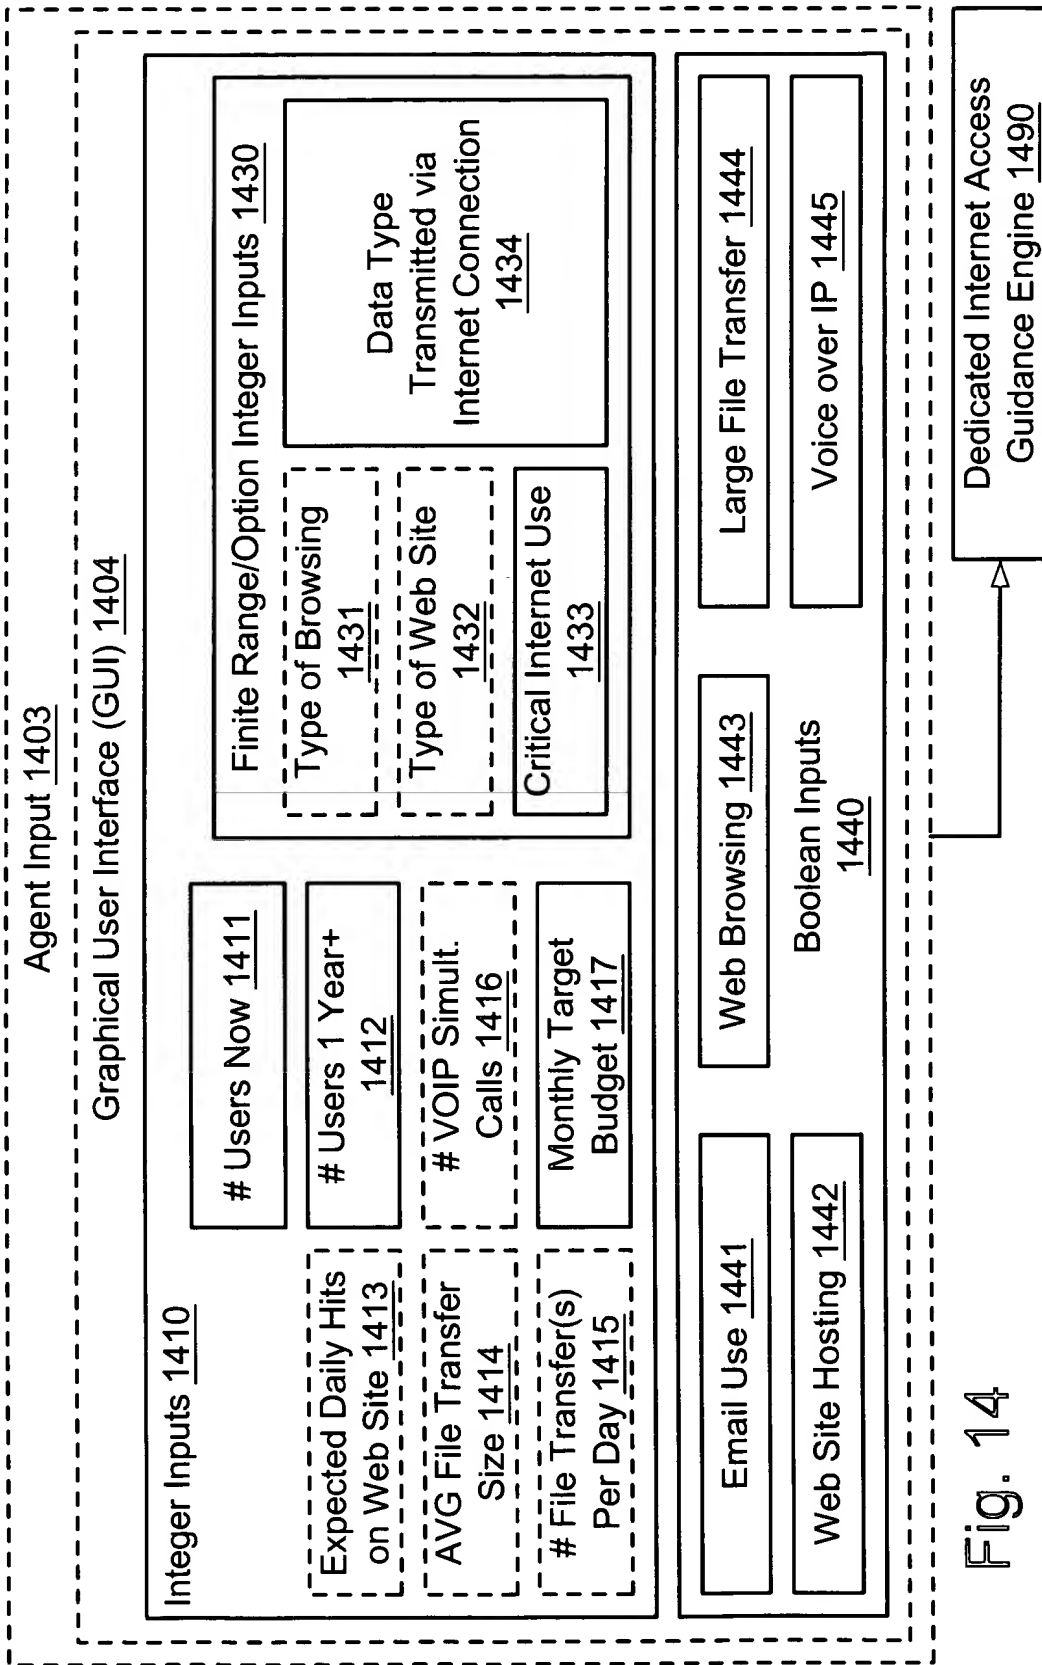 Agent Input 1403
Graphical User Interface (GUI) 1404
Integer Inputs 1410
# Users Now 1411
Expected Daily Hits
on Web Site 1413
# Users 1 Year+
1412
AVG File Transfer
Size 1414
# VOIP Simult.
Calls 1416
# File Transfer(s)
Per Day 1415
Monthly Target
Budget 1417
Finite Range/Option Integer Inputs 1430
Type of Browsing
1431
Type of Web Site
1432
Critical Internet Use
1433
Data Type
Transmitted via
Internet Connection
1434
Email Use 1441
Web Browsing 1443
Large File Transfer 1444
Web Site Hosting 1442
Boolean Inputs
1440
Voice over IP 1445
Dedicated Internet Access
Guidance Engine 1490
Fig. 14